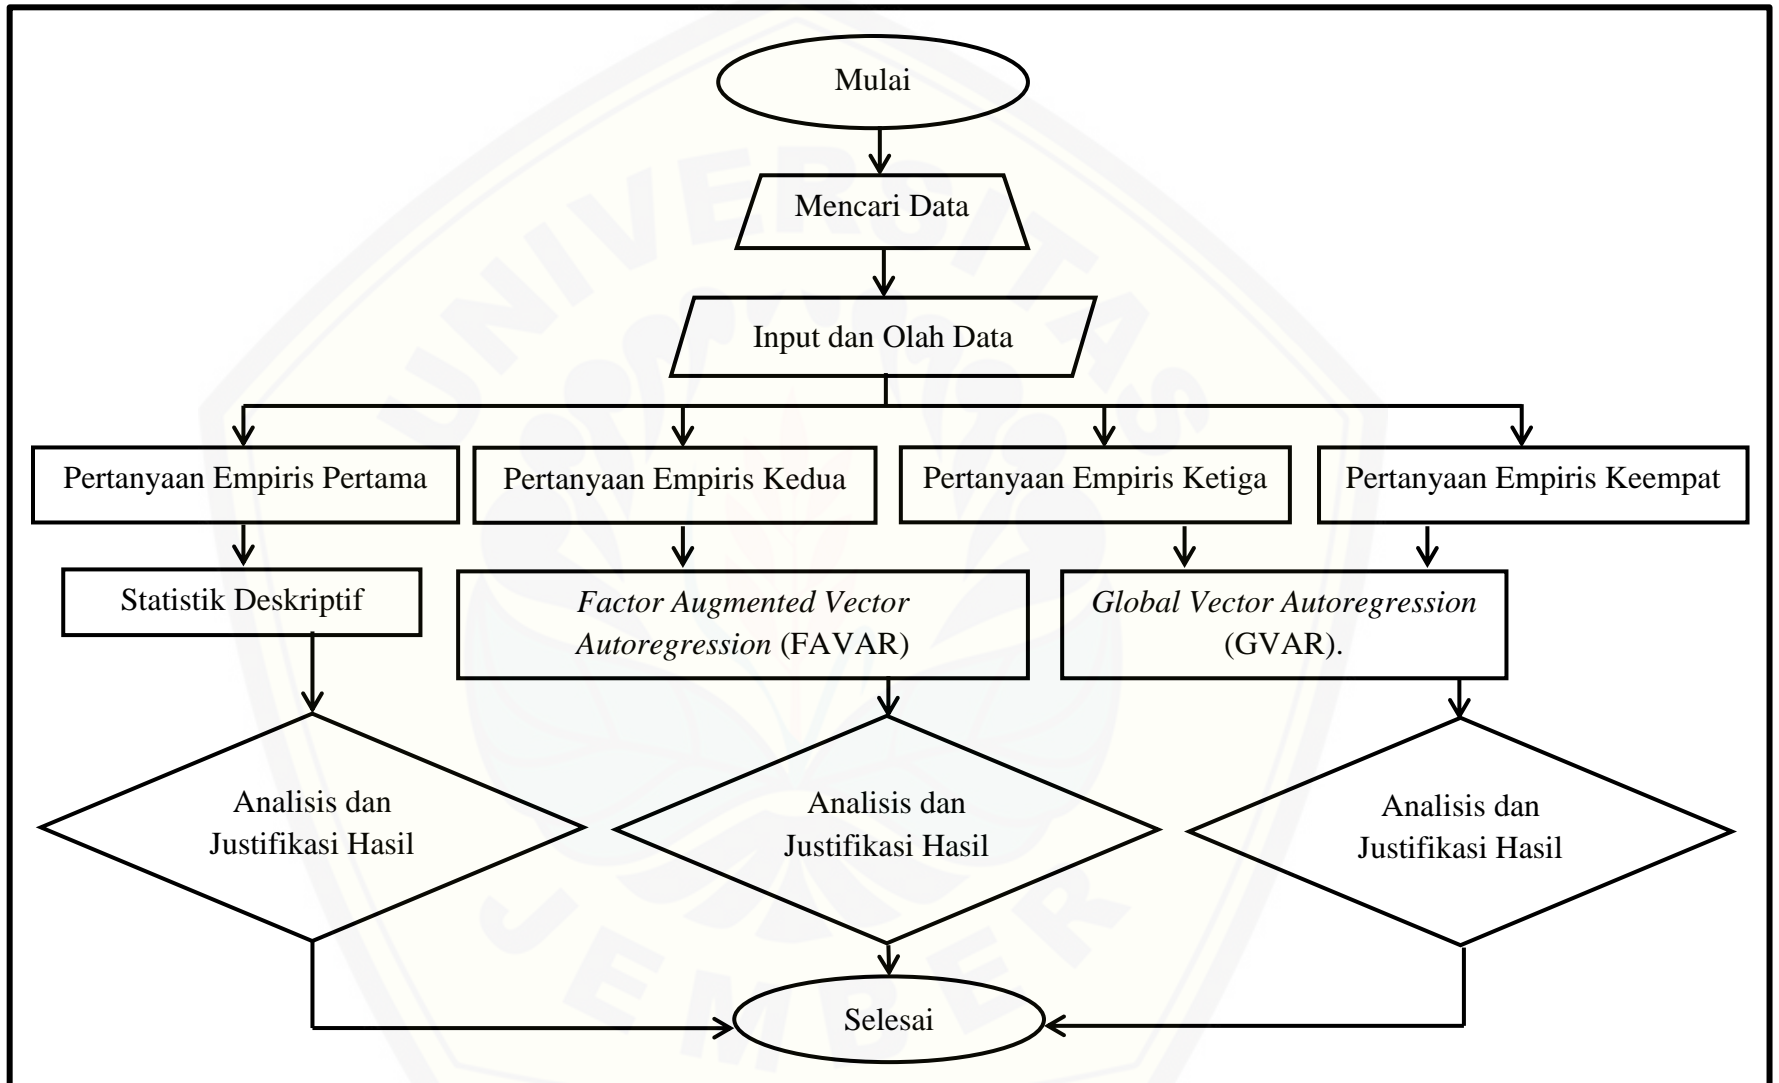 Mulai
Mencari Data
Input dan Olah Data
Pertanyaan Empiris Pertama
Pertanyaan Empiris Kedua
Pertanyaan Empiris Ketiga
Pertanyaan Empiris Keempat
Statistik Deskriptif
Factor Augmented Vector
Autoregression (FAVAR)
Global Vector Autoregression
(GVAR).
Analisis dan
Justifikasi Hasil
Analisis dan
Justifikasi Hasil
Analisis dan
Justifikasi Hasil
Selesai
UNIVERSITAS
JEMBER